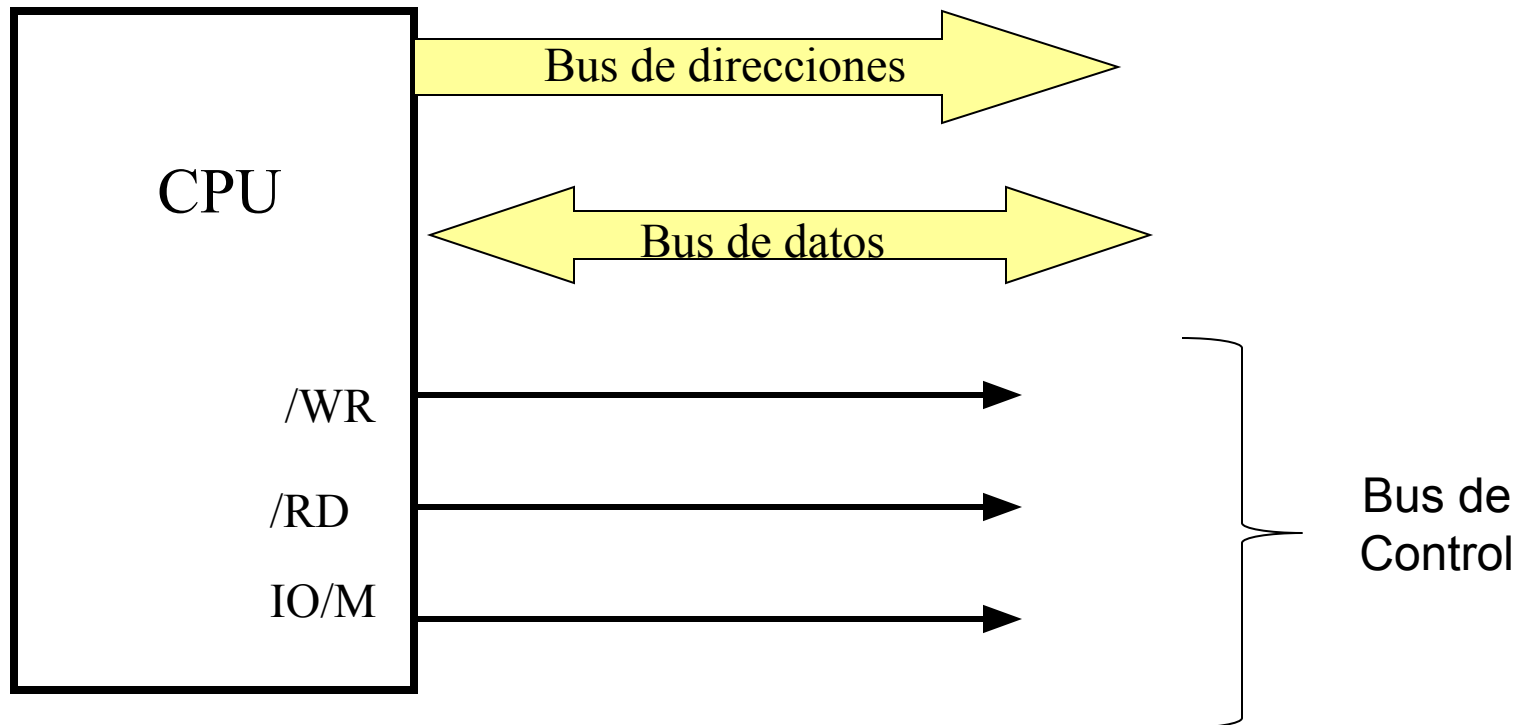 Bus de direcciones
CPU
Bus de datos
/WR
/RD
IO/M
Bus de
Control